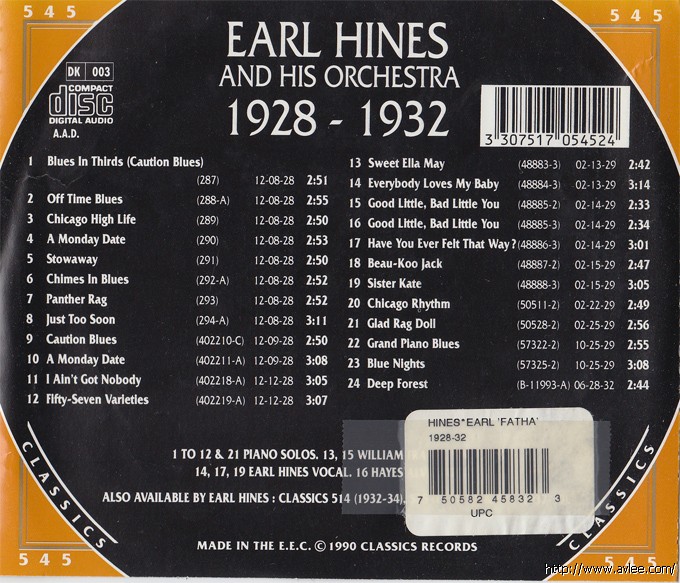 5 4 5
5 4 5
EARL HINES
AND HIS ORCHESTRA
1928 - 1932
DK 003
COMPACT
disc
DIGITAL AUDIO
A.A.D.
3 307517 054524
1 Blues In Thirds (Caution Blues)
(287) 12-08-28 2:51
2 Off Time Blues (288-A) 12-08-28 2:55
3 Chicago High Life (289) 12-08-28 2:50
4 A Monday Date (290) 12-08-28 2:53
5 Stowaway (291) 12-08-28 2:50
6 Chimes In Blues (292-A) 12-08-28 2:52
7 Panther Rag (293) 12-08-28 2:52
8 Just Too Soon (294-A) 12-08-28 3:11
9 Caution Blues (402210-C) 12-09-28 2:50
10 A Monday Date (402211-A) 12-09-28 3:08
11 I Ain't Got Nobody (402218-A) 12-12-28 3:05
12 Fifty-Seven Varieties (402219-A) 12-12-28 3:07
13 Sweet Ella May (48883-3) 02-13-29 2:42
14 Everybody Loves My Baby (48884-3) 02-13-29 3:14
15 Good Little, Bad Little You (48885-2) 02-14-29 2:33
16 Good Little, Bad Little You (48885-3) 02-14-29 2:34
17 Have You Ever Felt That Way? (48886-3) 02-14-29 3:01
18 Beau-Koo Jack (48887-2) 02-15-29 2:47
19 Sister Kate (48888-3) 02-15-29 3:05
20 Chicago Rhythm (50511-2) 02-22-29 2:49
21 Glad Rag Doll (50528-2) 02-25-29 2:56
22 Grand Piano Blues (57322-2) 10-25-29 2:55
23 Blue Nights (57325-2) 10-25-29 3:08
24 Deep Forest (B-11993-A) 06-28-32 2:44
1 TO 12 & 21 PIANO SOLOS. 13, 15 WILLIAM
14, 17, 19 EARL HINES VOCAL. 16 HAYES
ALSO AVAILABLE BY EARL HINES : CLASSICS 514 (1932-34).
HINES*EARL 'FATHA'
1928-32
7 50582 45832 3
UPC
CLASSICS
CLASSICS
MADE IN THE E.E.C. © 1990 CLASSICS RECORDS
5 4 5
5 4 5
http://www.avlee.com/